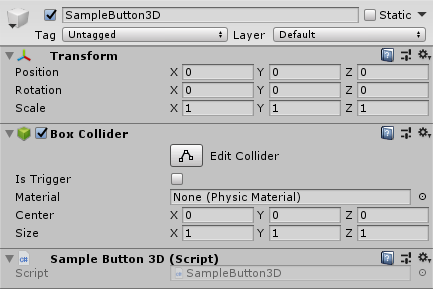 SampleButton3D Static
Tag Untagged Layer Default
Transform
Position X 0 Y 0 Z 0
Rotation X 0 Y 0 Z 0
Scale X 1 Y 1 Z 1
Box Collider
Edit Collider
Is Trigger
Material None (Physic Material)
Center X 0 Y 0 Z 0
Size X 1 Y 1 Z 1
Sample Button 3D (Script)
Script SampleButton3D